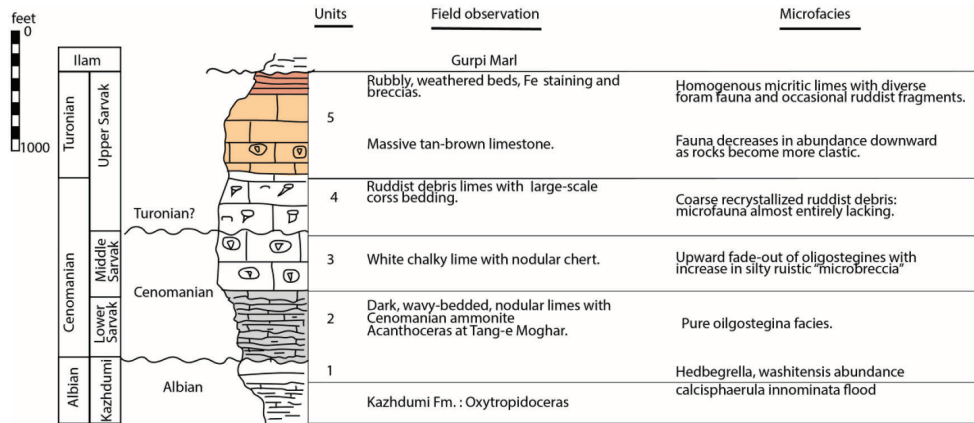 feet
0
1000
Units
Field observation
Microfacies
Ilam
Gurpi Marl
Turonian
Upper Sarvak
5
Rubbly, weathered beds, Fe staining and
breccias.
Homogenous micritic limes with diverse
foram fauna and occasional ruddist fragments.
Massive tan-brown limestone.
Fauna decreases in abundance downward
as rocks become more clastic.
Cenomanian
Turonian?
4
Ruddist debris limes with large-scale
corss bedding.
Coarse recrystallized ruddist debris:
microfauna almost entirely lacking.
Middle
Sarvak
Cenomanian
3
White chalky lime with nodular chert.
Upward fade-out of oligostegines with
increase in silty ruistic "microbreccia"
Lower
Sarvak
2
Dark, wavy-bedded, nodular limes with
Cenomanian ammonite
Acanthoceras at Tang-e Moghar.
Pure oilgostegina facies.
Albian
Kazhdumi
Albian
1
Hedbegrella, washitensis abundance
calcisphaerula innominata flood
Kazhdumi Fm. : Oxytropidoceras